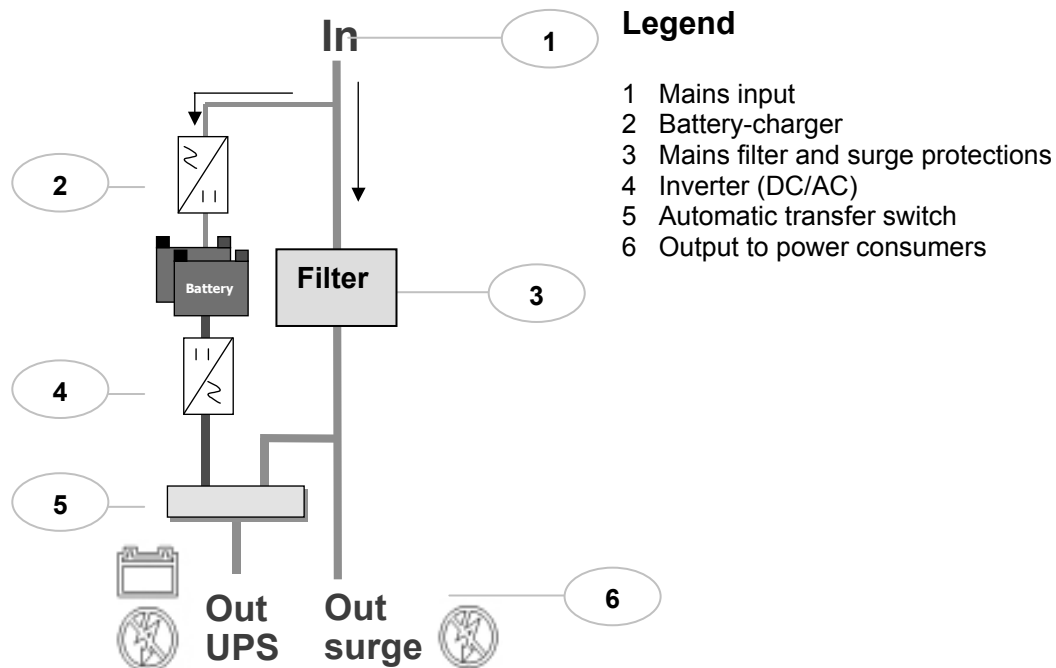 In
1
Legend
1 Mains input
2 Battery-charger
3 Mains filter and surge protections
4 Inverter (DC/AC)
5 Automatic transfer switch
6 Output to power consumers
2
Battery
Filter
3
4
5
Out
UPS
Out
surge
6